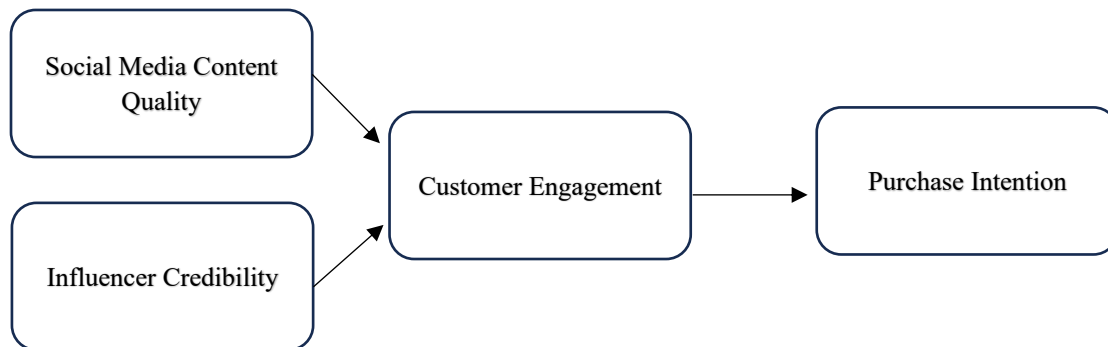 Social Media Content
Quality
Influencer Credibility
Customer Engagement
Purchase Intention